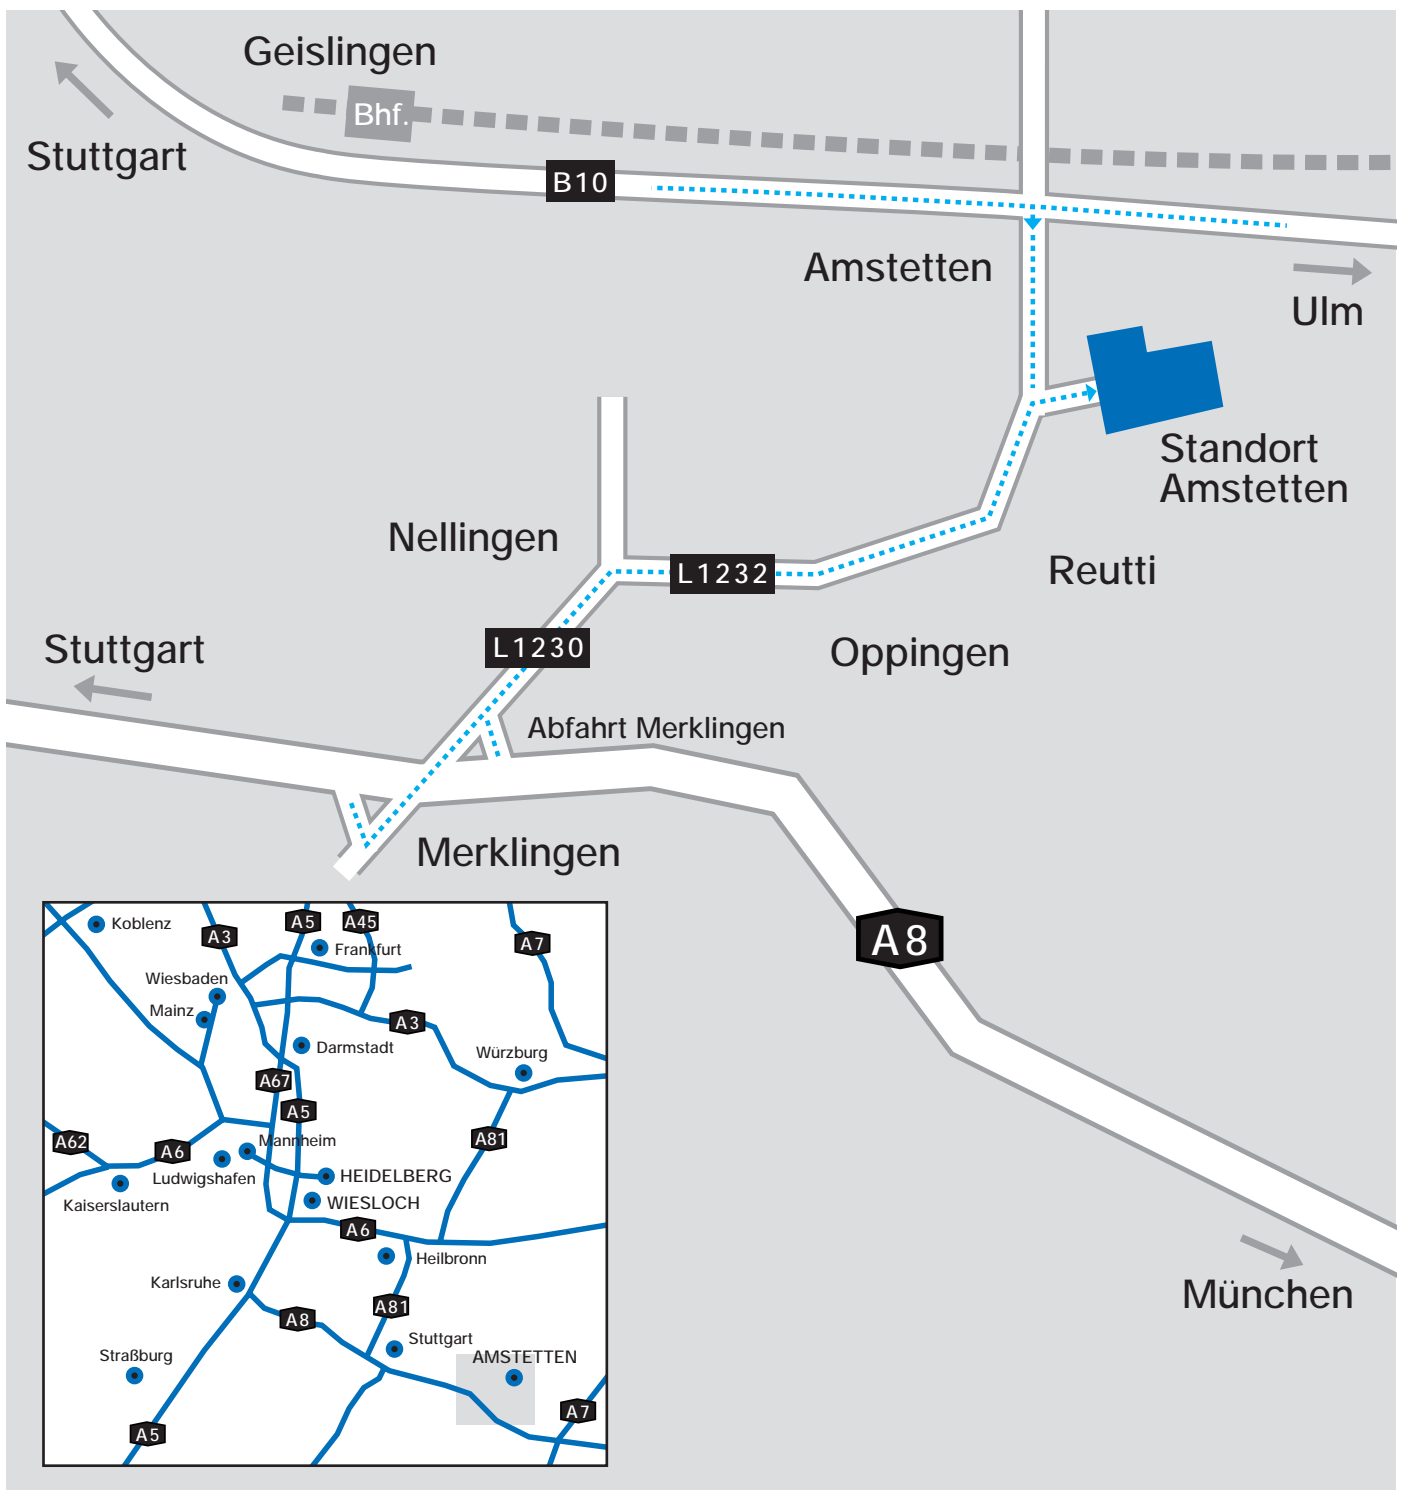 Geislingen
Bhf.
Stuttgart
B10
Amstetten
Ulm
Standort
Amstetten
Nellingen
L1232
Reutti
L1230
Stuttgart
Oppingen
Abfahrt Merklingen
Merklingen
A8
München
Koblenz
A3
A5
A45
Frankfurt
A7
Wiesbaden
Mainz
A3
Darmstadt
Würzburg
A67
A5
A62
A6
Mannheim
A81
Ludwigshafen
HEIDELBERG
Kaiserslautern
WIESLOCH
A6
Heilbronn
Karlsruhe
A8
A81
Stuttgart
Straßburg
AMSTETTEN
A7
A5